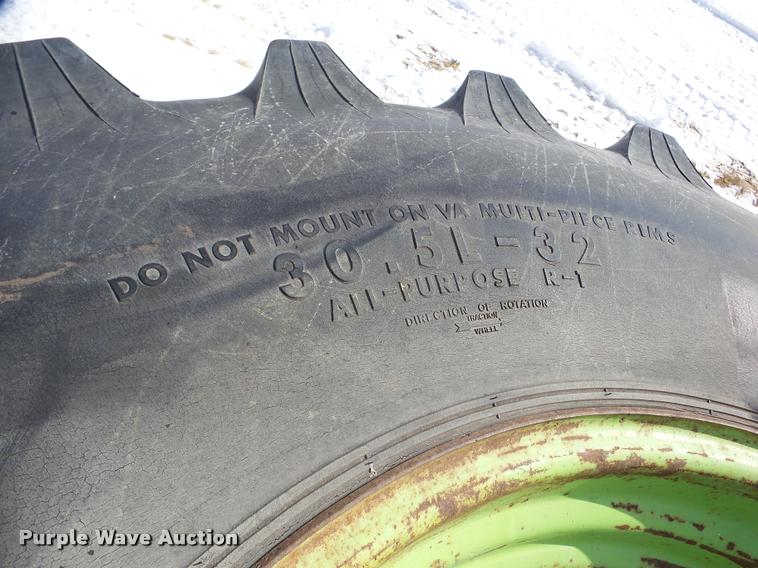 DO NOT MOUNT ON VA MULTI-PIECE RIMS
30.5L-32
ALL-PURPOSE R-1
DIRECTION OF ROTATION
TRACTION
WHEEL
Purple Wave Auction